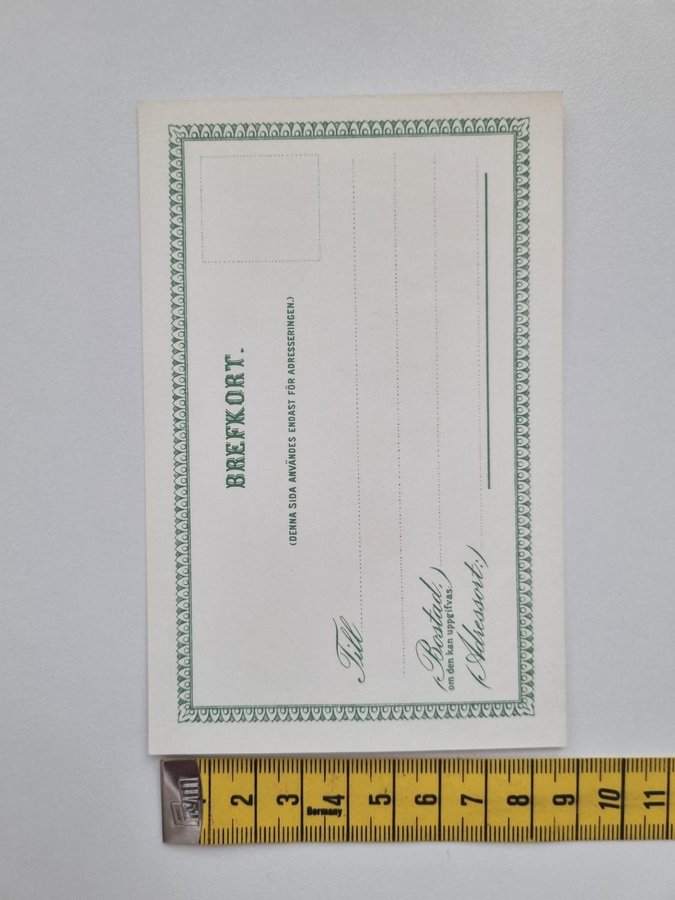 BREFKORT.
(DENNA SIDA ANVÄNDES ENDAST FÖR ADRESSERINGEN.)
Till
(Bostad:)
om den kan uppgifvas.
(Adressort:)
2 3 4 5 6 7 8 9 10 11
Germany
Prym